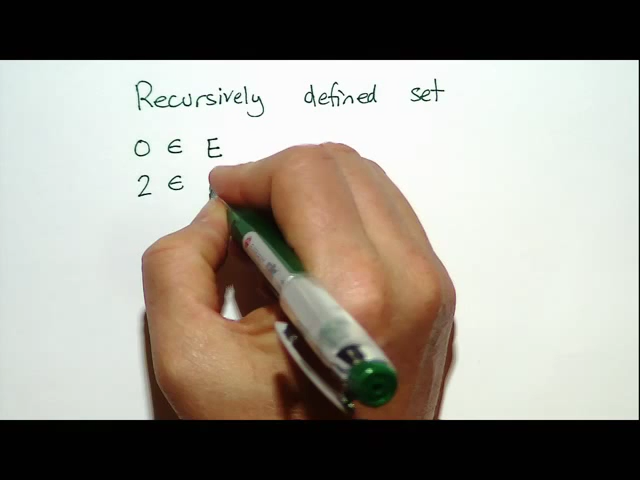 Recursively defined set
0 ∈ E
2 ∈